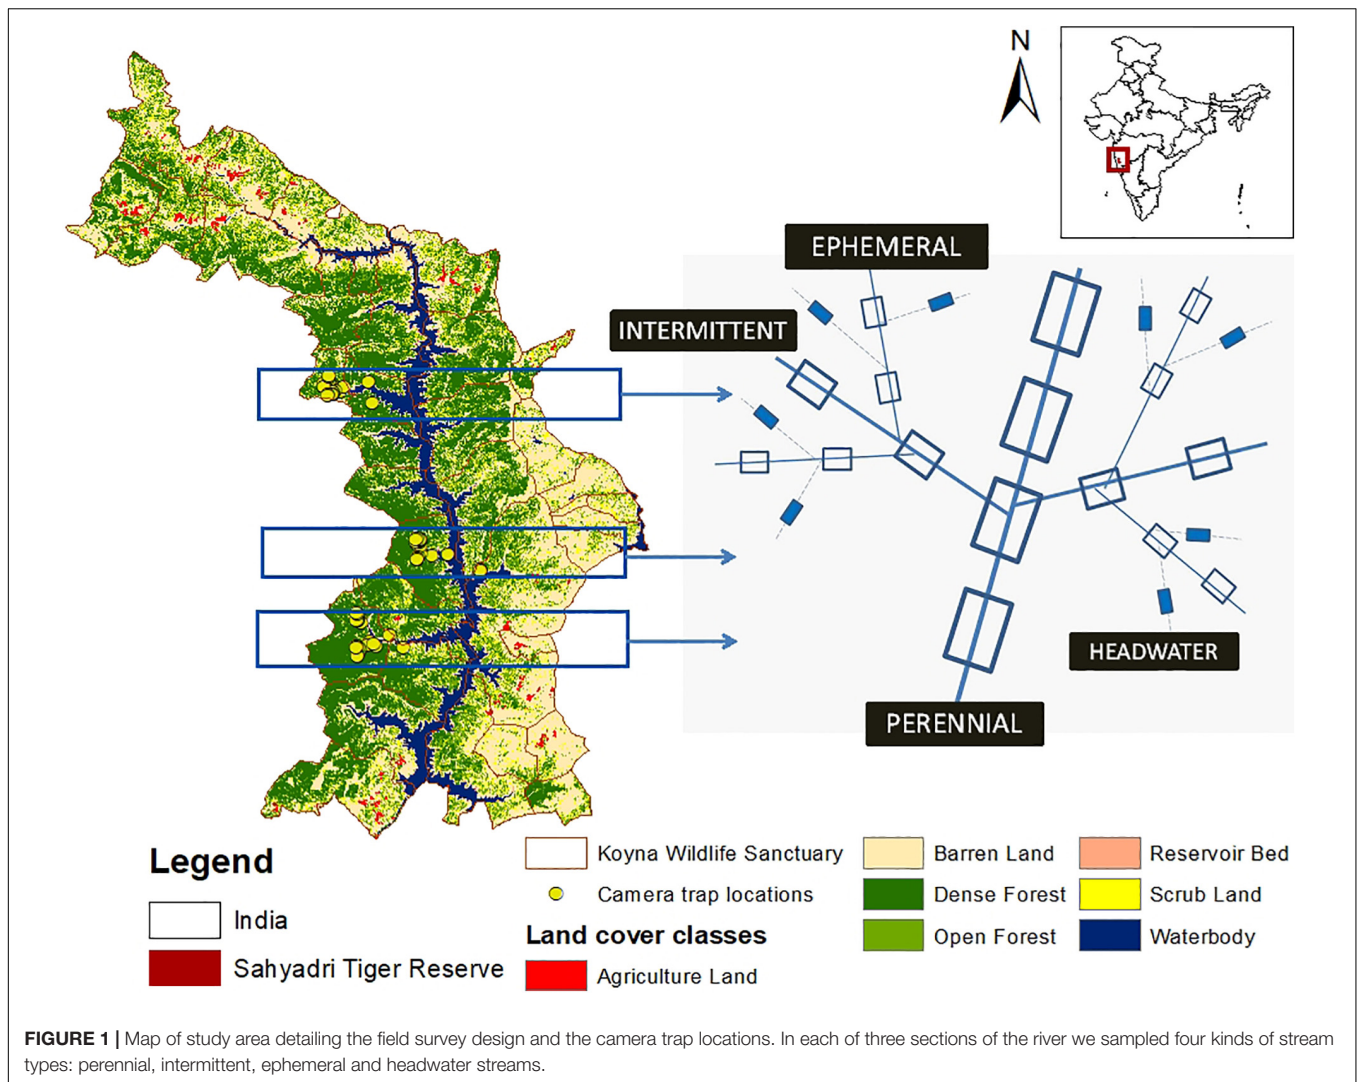 N
EPHEMERAL
INTERMITTENT
HEADWATER
PERENNIAL
Legend
India
Sahyadri Tiger Reserve
Koyna Wildlife Sanctuary
Camera trap locations
Land cover classes
Agriculture Land
Barren Land
Dense Forest
Open Forest
Reservoir Bed
Scrub Land
Waterbody
FIGURE 1 | Map of study area detailing the field survey design and the camera trap locations. In each of three sections of the river we sampled four kinds of stream
types: perennial, intermittent, ephemeral and headwater streams.